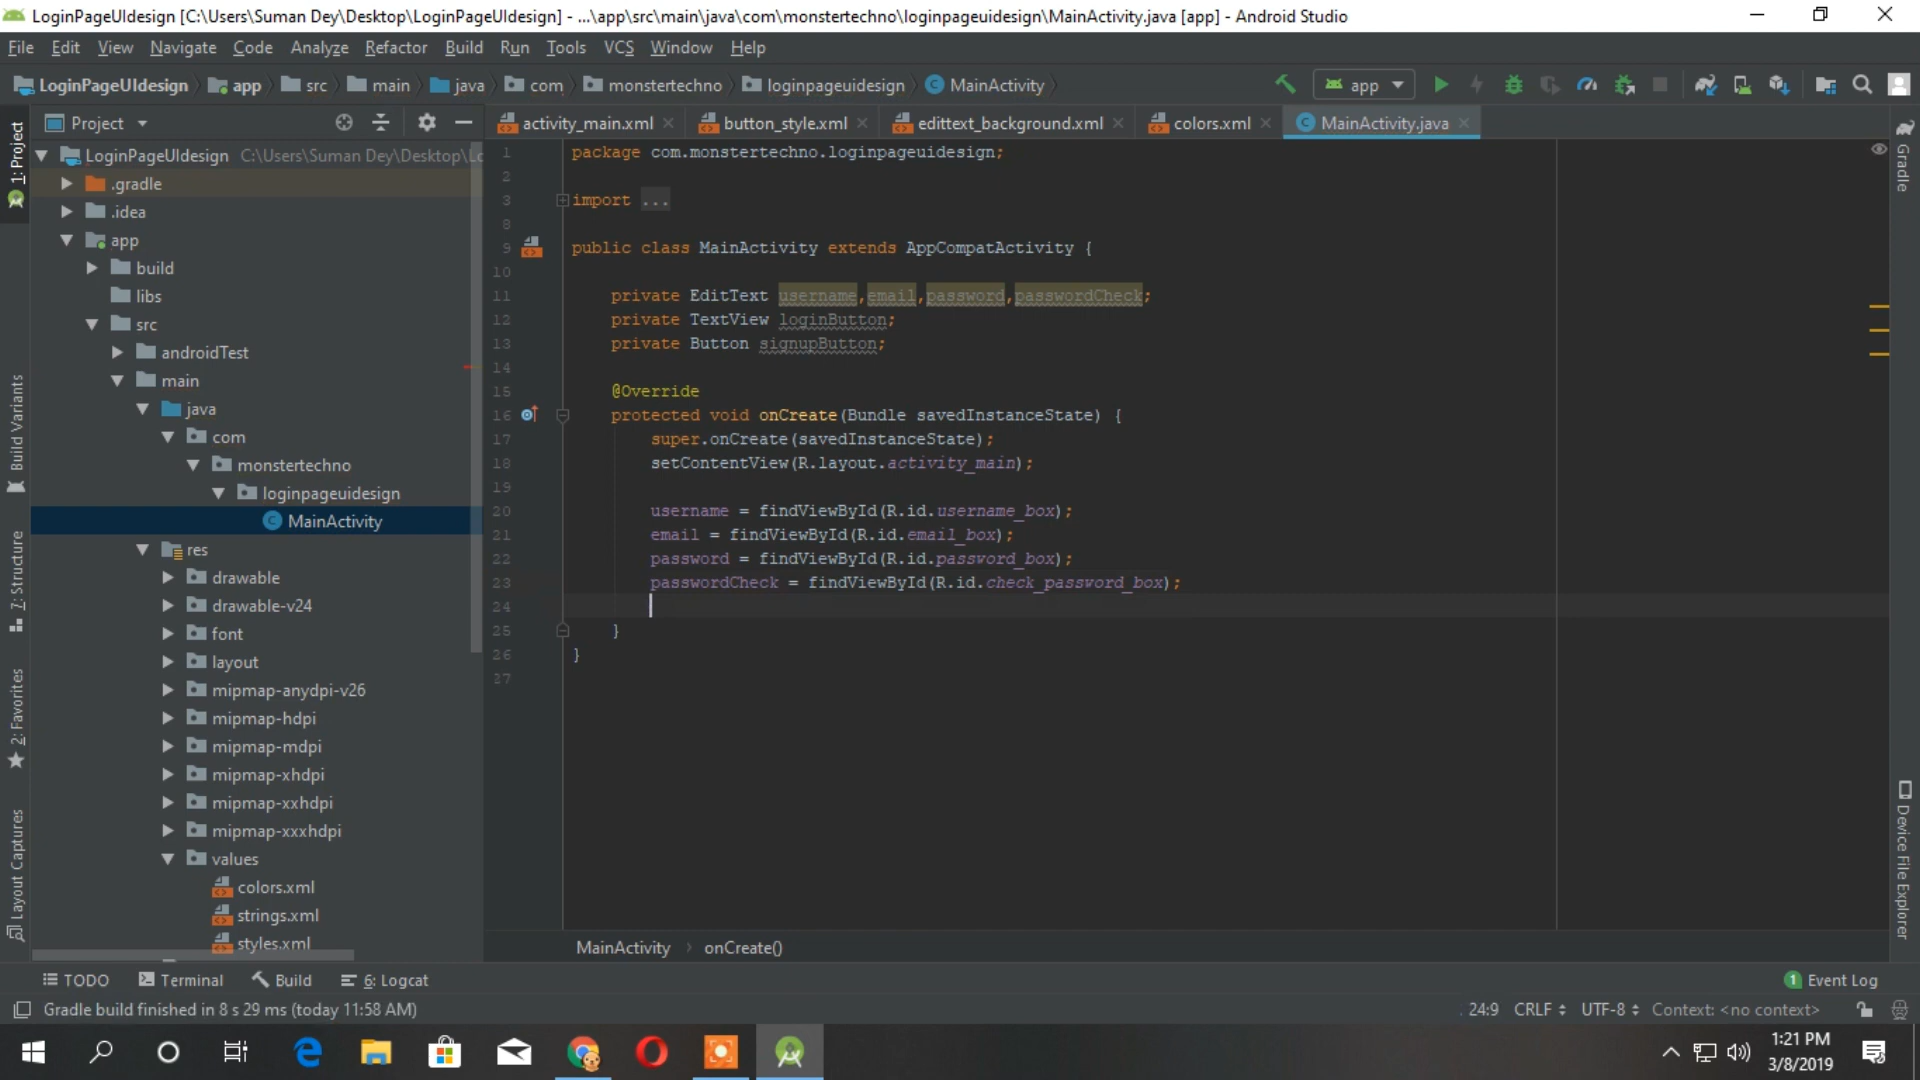 LoginPageUIdesign [C:\Users\Suman Dey\Desktop\LoginPageUIdesign] - ...\app\src\main\java\com\monstertechno\loginpageuidesign\MainActivity.java [app] - Android Studio
File Edit View Navigate Code Analyze Refactor Build Run Tools VCS Window Help
LoginPageUIdesign app src main java com monstertechno loginpageuidesign MainActivity app
Project
activity_main.xml button_style.xml edittext_background.xml colors.xml MainActivity.java
1: Project
Build Variants
7: Structure
2: Favorites
Layout Captures
LoginPageUIdesign C:\Users\Suman Dey\Desktop\Lo
.gradle
.idea
app
build
libs
src
androidTest
main
java
com
monstertechno
loginpageuidesign
MainActivity
res
drawable
drawable-v24
font
layout
mipmap-anydpi-v26
mipmap-hdpi
mipmap-mdpi
mipmap-xhdpi
mipmap-xxhdpi
mipmap-xxxhdpi
values
colors.xml
strings.xml
styles.xml
1 package com.monstertechno.loginpageuidesign;
2
3 import ...
8
9 public class MainActivity extends AppCompatActivity {
10
11 private EditText username,email,password,passwordCheck;
12 private TextView loginButton;
13 private Button signupButton;
14
15 @Override
16 protected void onCreate(Bundle savedInstanceState) {
17 super.onCreate(savedInstanceState);
18 setContentView(R.layout.activity_main);
19
20 username = findViewById(R.id.username_box);
21 email = findViewById(R.id.email_box);
22 password = findViewById(R.id.password_box);
23 passwordCheck = findViewById(R.id.check_password_box);
24
25 }
26 }
27
MainActivity onCreate()
Gradle
Device File Explorer
TODO Terminal Build 6: Logcat 1 Event Log
Gradle build finished in 8 s 29 ms (today 11:58 AM) 24:9 CRLF UTF-8 Context: <no context>
1:21 PM
3/8/2019